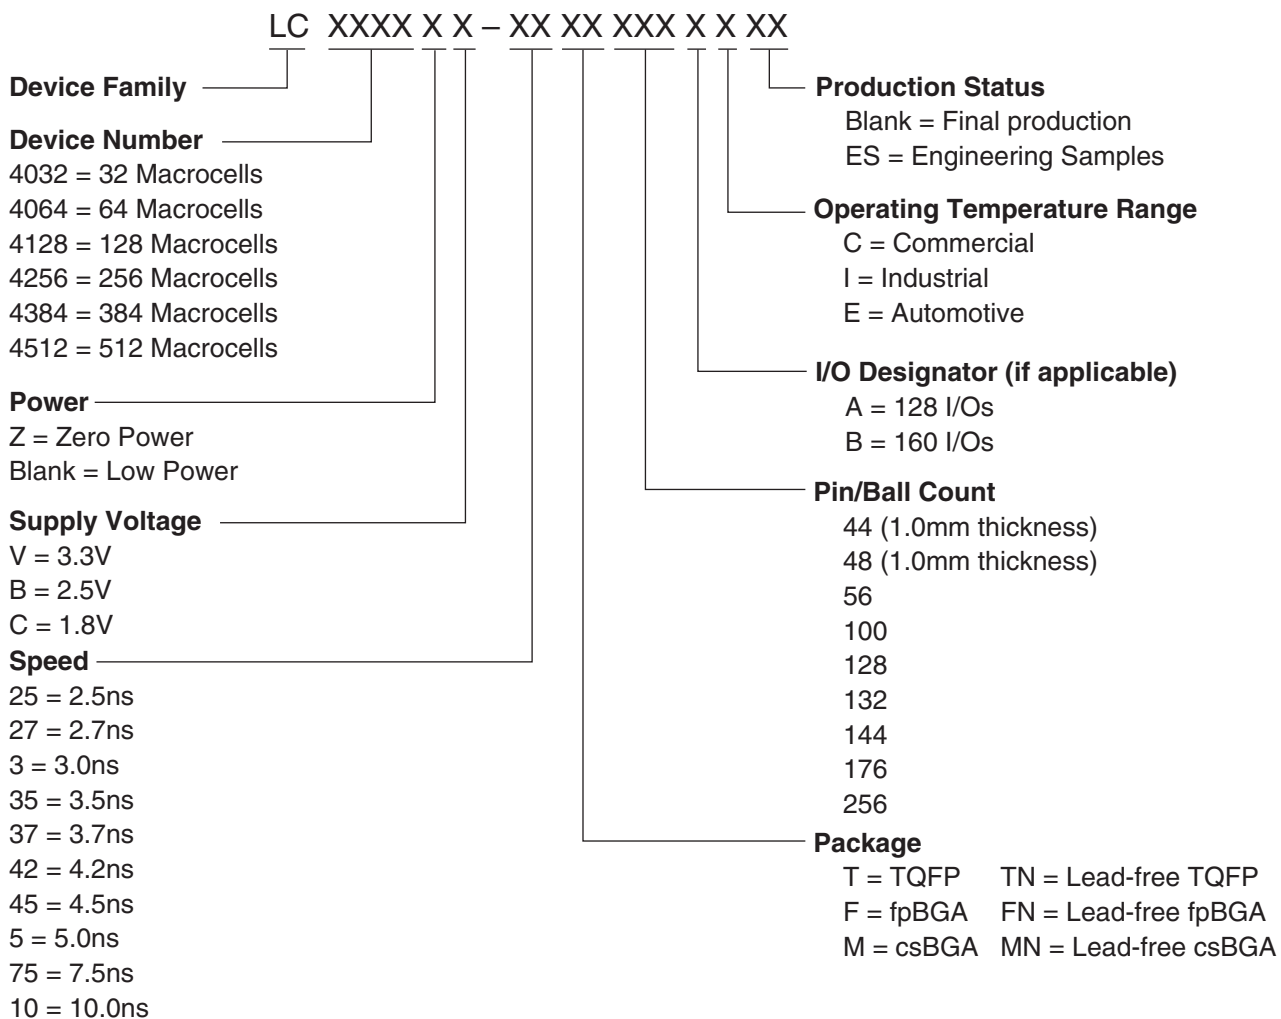 LC XXXX X X – XX XX XXX X X XX
Device Family
Device Number
4032 = 32 Macrocells
4064 = 64 Macrocells
4128 = 128 Macrocells
4256 = 256 Macrocells
4384 = 384 Macrocells
4512 = 512 Macrocells
Power
Z = Zero Power
Blank = Low Power
Supply Voltage
V = 3.3V
B = 2.5V
C = 1.8V
Speed
25 = 2.5ns
27 = 2.7ns
3 = 3.0ns
35 = 3.5ns
37 = 3.7ns
42 = 4.2ns
45 = 4.5ns
5 = 5.0ns
75 = 7.5ns
10 = 10.0ns
Production Status
Blank = Final production
ES = Engineering Samples
Operating Temperature Range
C = Commercial
I = Industrial
E = Automotive
I/O Designator (if applicable)
A = 128 I/Os
B = 160 I/Os
Pin/Ball Count
44 (1.0mm thickness)
48 (1.0mm thickness)
56
100
128
132
144
176
256
Package
T = TQFP TN = Lead-free TQFP
F = fpBGA FN = Lead-free fpBGA
M = csBGA MN = Lead-free csBGA